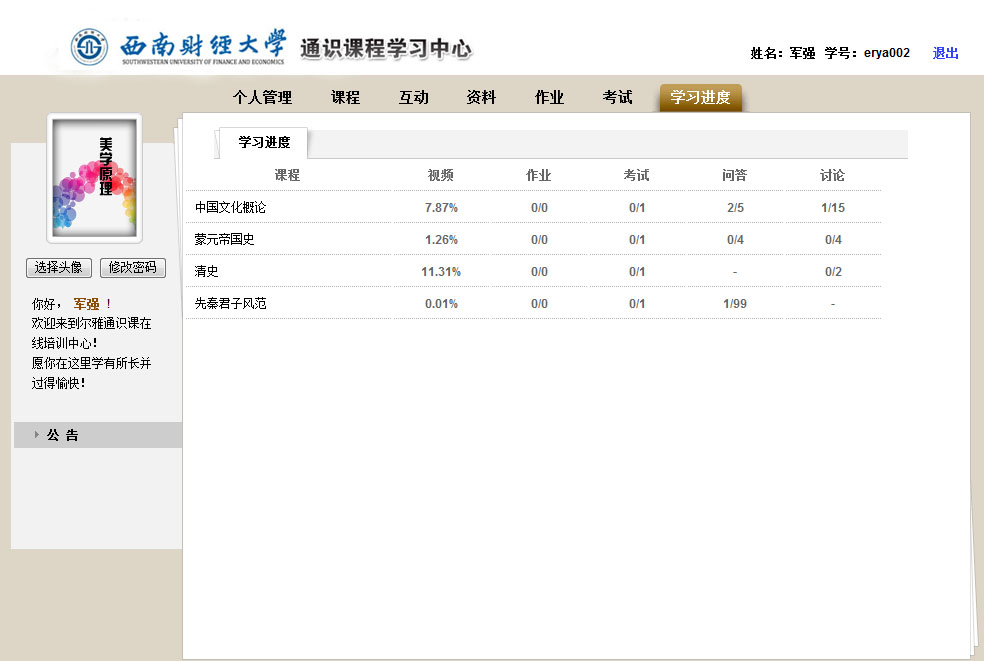 西南财经大学 通识课程学习中心
SOUTHWESTERN UNIVERSITY OF FINANCE AND ECONOMICS
姓名：军强 学号：erya002 退出
个人管理 课程 互动 资料 作业 考试 学习进度
美学原理
选择头像 修改密码
你好， 军强 ！
欢迎来到尔雅通识课在
线培训中心！
愿你在这里学有所长并
过得愉快！
公 告
学习进度
课程 视频 作业 考试 问答 讨论
中国文化概论 7.87% 0/0 0/1 2/5 1/15
蒙元帝国史 1.26% 0/0 0/1 0/4 0/4
清史 11.31% 0/0 0/1 - 0/2
先秦君子风范 0.01% 0/0 0/1 1/99 -